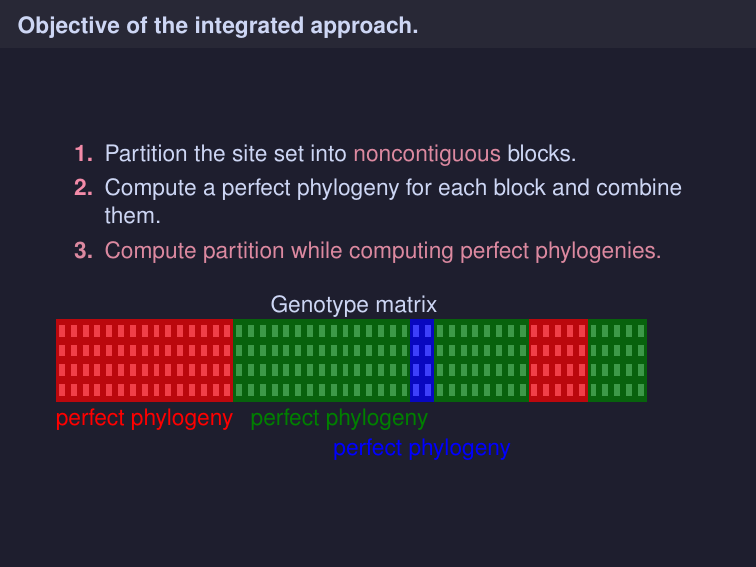 Objective of the integrated approach.
1. Partition the site set into noncontiguous blocks.
2. Compute a perfect phylogeny for each block and combine
them.
3. Compute partition while computing perfect phylogenies.
Genotype matrix
perfect phylogeny perfect phylogeny
perfect phylogeny